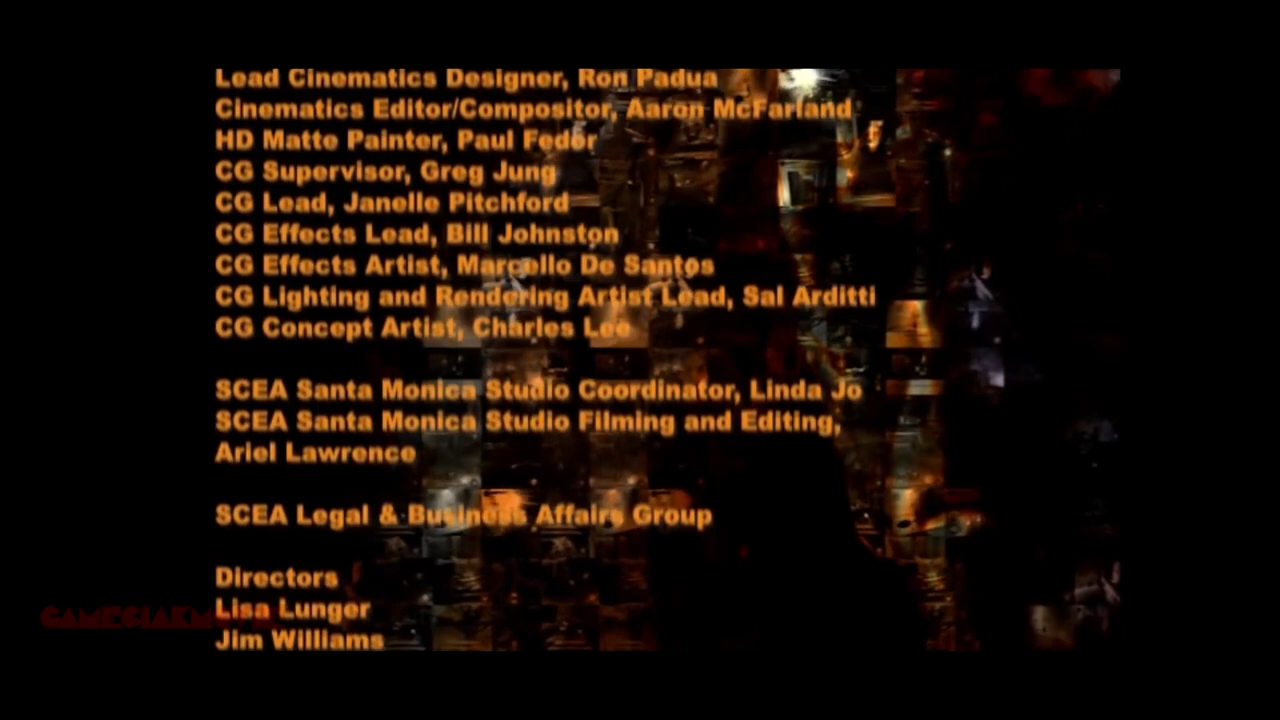 Lead Cinematics Designer, Ron Padua
Cinematics Editor/Compositor, Aaron McFarland
HD Matte Painter, Paul Feder
CG Supervisor, Greg Jung
CG Lead, Janelle Pitchford
CG Effects Lead, Bill Johnston
CG Effects Artist, Marcello De Santos
CG Lighting and Rendering Artist Lead, Sal Arditti
CG Concept Artist, Charles Lee
SCEA Santa Monica Studio Coordinator, Linda Jo
SCEA Santa Monica Studio Filming and Editing,
Ariel Lawrence
SCEA Legal & Business Affairs Group
Directors
Lisa Lunger
Jim Williams